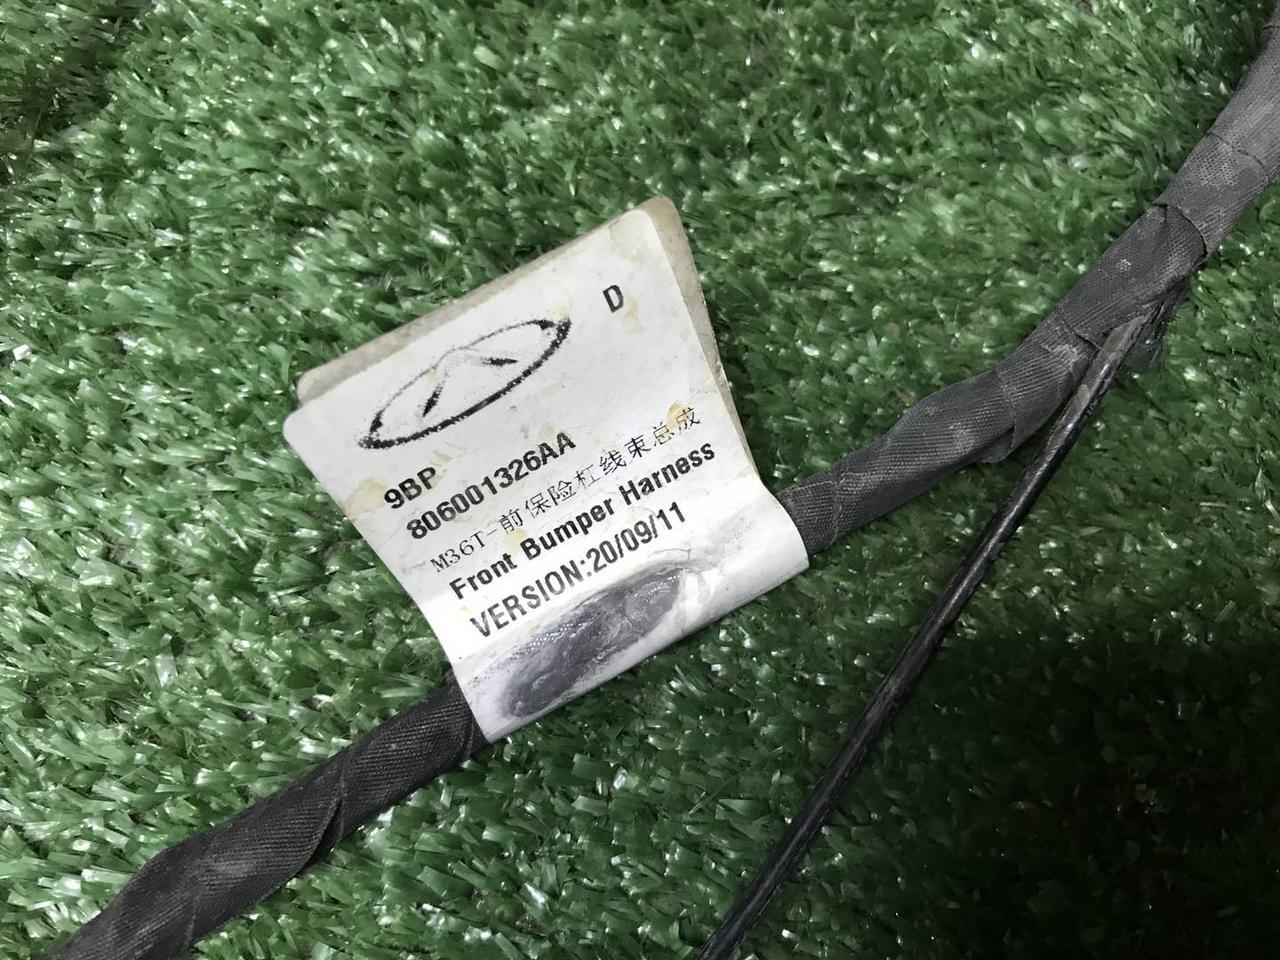 D
9BP
806001326AA
M36T-前保险杠线束总成
Front Bumper Harness
VERSION:20/09/11